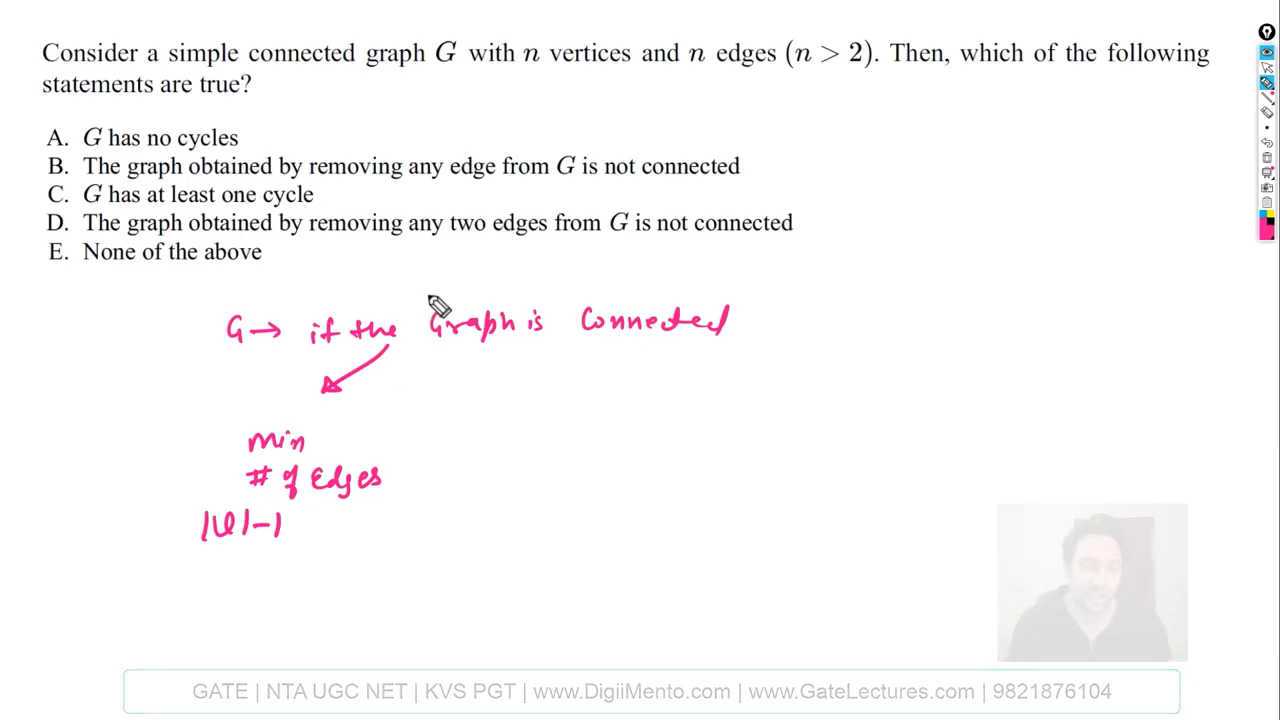 Consider a simple connected graph G with n vertices and n edges (n > 2). Then, which of the following
statements are true?
A. G has no cycles
B. The graph obtained by removing any edge from G is not connected
C. G has at least one cycle
D. The graph obtained by removing any two edges from G is not connected
E. None of the above
G → if the Graph is Connected
Min
# of Edges
|V|-1
GATE | NTA UGC NET | KVS PGT | www.DigiiMento.com | www.GateLectures.com | 9821876104